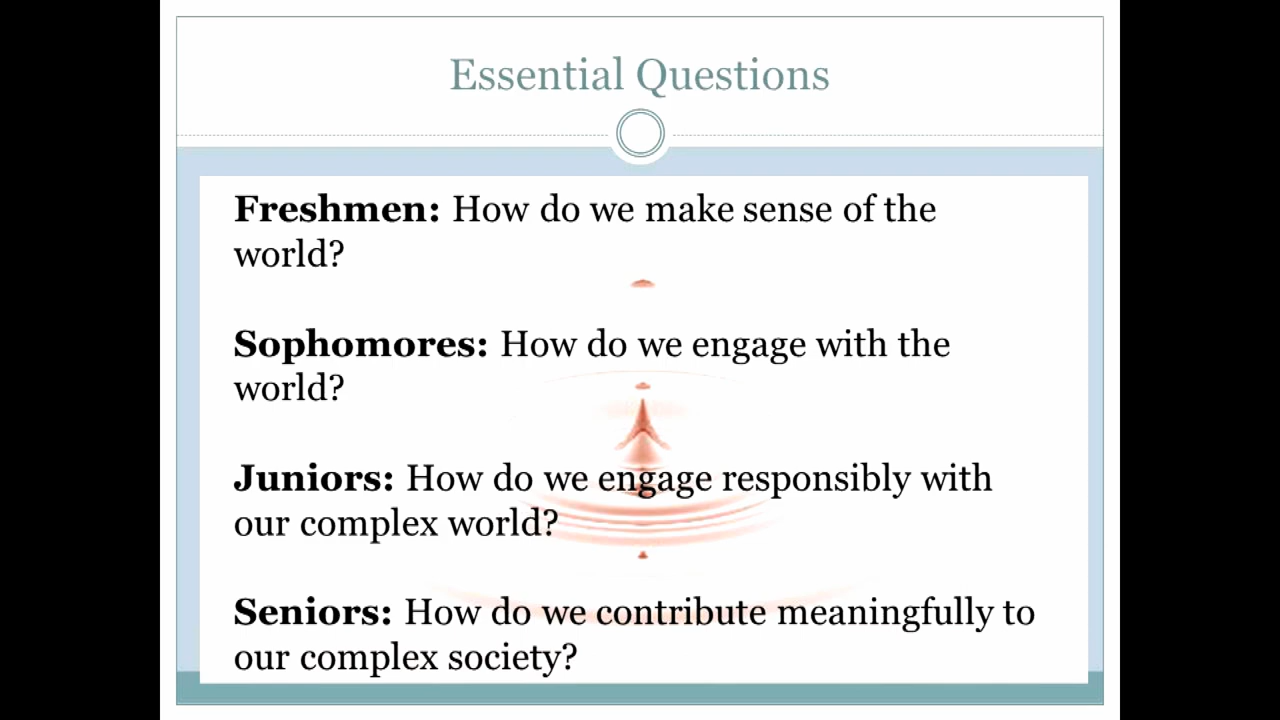 Essential Questions
Freshmen: How do we make sense of the
world?
Sophomores: How do we engage with the
world?
Juniors: How do we engage responsibly with
our complex world?
Seniors: How do we contribute meaningfully to
our complex society?